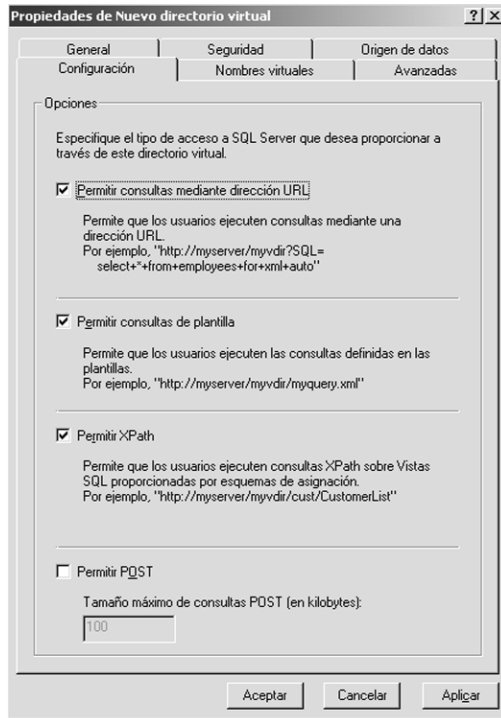 Propiedades de Nuevo directorio virtual
General Seguridad Origen de datos
Configuración Nombres virtuales Avanzadas
Opciones
Especifique el tipo de acceso a SQL Server que desea proporcionar a
través de este directorio virtual.
Permitir consultas mediante dirección URL
Permite que los usuarios ejecuten consultas mediante una
dirección URL.
Por ejemplo, "http://myserver/myvdir?SQL=
select+*+from+employees+for+xml+auto"
Permitir consultas de plantilla
Permite que los usuarios ejecuten las consultas definidas en las
plantillas.
Por ejemplo, "http://myserver/myvdir/myquery.xml"
Permitir XPath
Permite que los usuarios ejecuten consultas XPath sobre Vistas
SQL proporcionadas por esquemas de asignación.
Por ejemplo, "http://myserver/myvdir/cust/CustomerList"
Permitir POST
Tamaño máximo de consultas POST (en kilobytes):
100
Aceptar Cancelar Aplicar